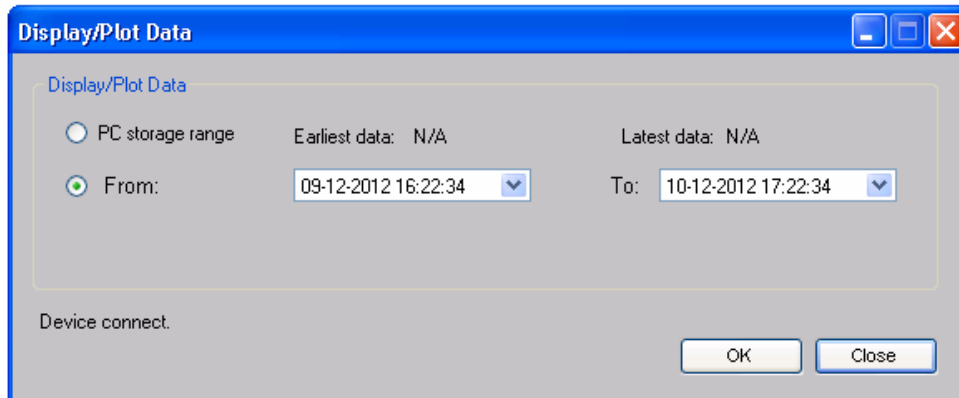 Display/Plot Data
Display/Plot Data
PC storage range Earliest data: N/A Latest data: N/A
From: 09-12-2012 16:22:34 To: 10-12-2012 17:22:34
Device connect.
OK Close